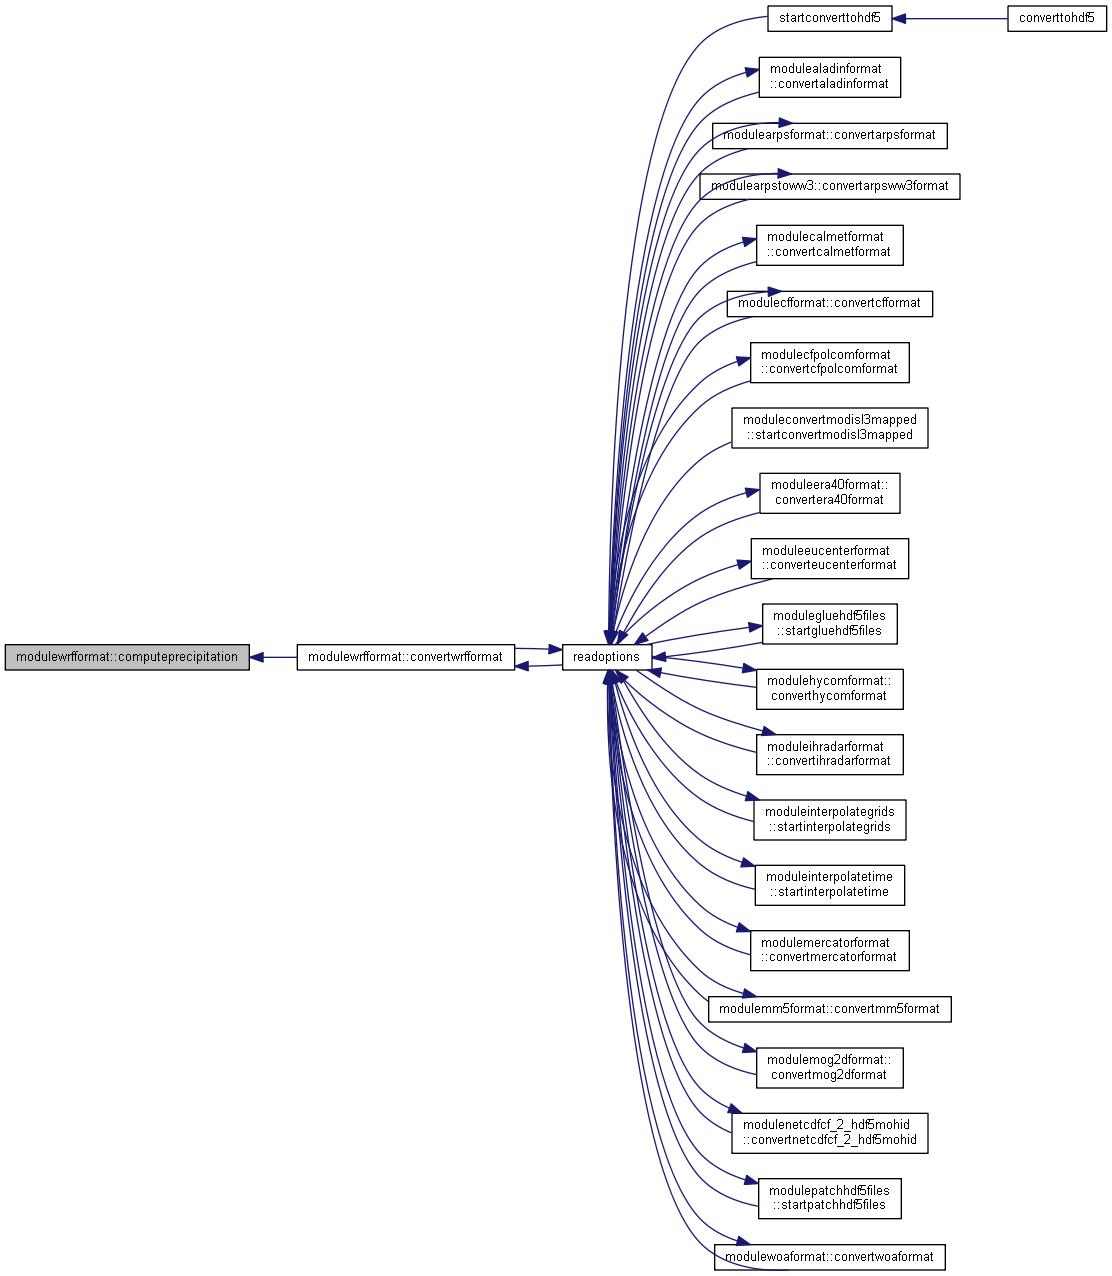 startconverttohdf5
converttohdf5
modulealadinformat
::convertaladinformat
modulearpsformat::convertarpsformat
modulearpstoww3::convertarpsww3format
modulecalmetformat
::convertcalmetformat
modulecfformat::convertcfformat
modulecfpolcomformat
::convertcfpolcomformat
moduleconvertmodisl3mapped
::startconvertmodisl3mapped
moduleera40format::
convertera40format
moduleeucenterformat
::converteucenterformat
modulegluehdf5files
::startgluehdf5files
modulewrfformat::computeprecipitation
modulewrfformat::convertwrfformat
readoptions
modulehycomformat::
converthycomformat
moduleihradarformat
::convertihradarformat
moduleinterpolategrids
::startinterpolategrids
moduleinterpolatetime
::startinterpolatetime
modulemercatorformat
::convertmercatorformat
modulemm5format::convertmm5format
modulemog2dformat::
convertmog2dformat
modulenetcdfcf_2_hdf5mohid
::convertnetcdfcf_2_hdf5mohid
modulepatchhdf5files
::startpatchhdf5files
modulewoaformat::convertwoaformat